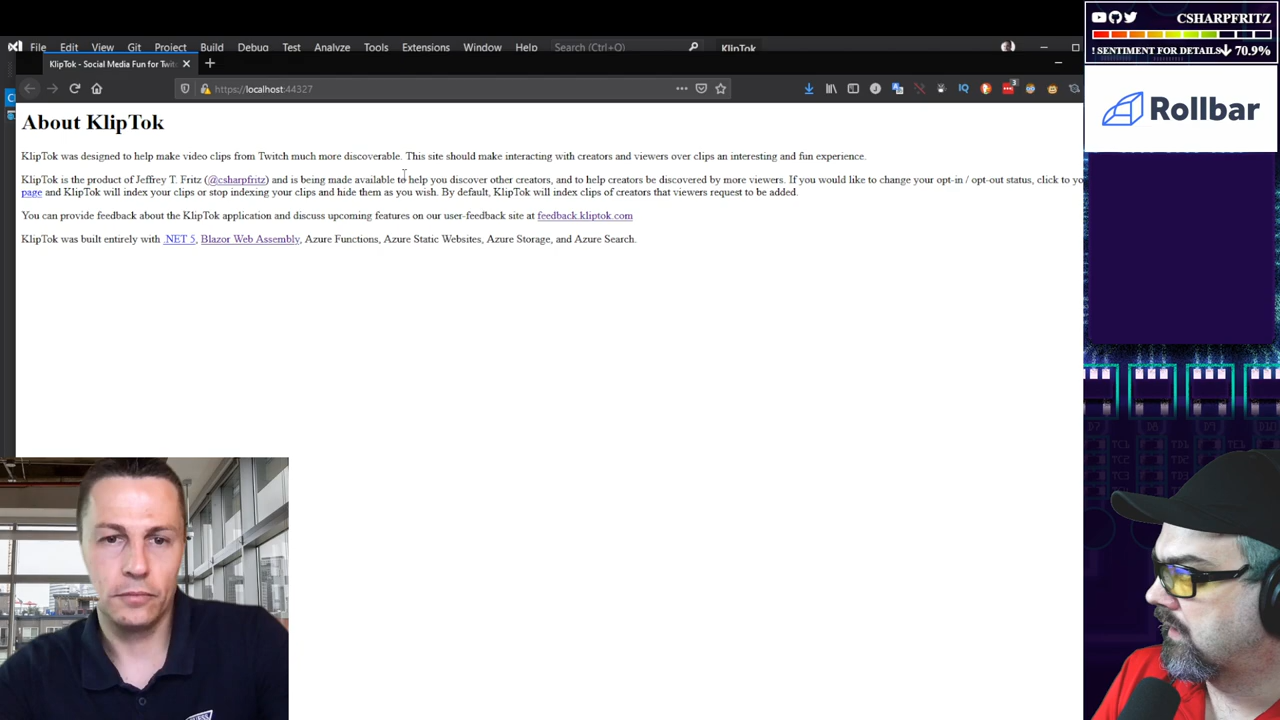 CSHARPFRITZ
! SENTIMENT FOR DETAILS 70.9%
Rollbar
File Edit View Git Project Build Debug Test Analyze Tools Extensions Window Help Search (Ctrl+Q) KlipTok
KlipTok - Social Media Fun for Twit
https://localhost:44327
3
IQ
About KlipTok
KlipTok was designed to help make video clips from Twitch much more discoverable. This site should make interacting with creators and viewers over clips an interesting and fun experience.
KlipTok is the product of Jeffrey T. Fritz (@csharpfritz) and is being made available to help you discover other creators, and to help creators be discovered by more viewers. If you would like to change your opt-in / opt-out status, click to yo
page and KlipTok will index your clips or stop indexing your clips and hide them as you wish. By default, KlipTok will index clips of creators that viewers request to be added.
You can provide feedback about the KlipTok application and discuss upcoming features on our user-feedback site at feedback.kliptok.com
KlipTok was built entirely with .NET 5, Blazor Web Assembly, Azure Functions, Azure Static Websites, Azure Storage, and Azure Search.